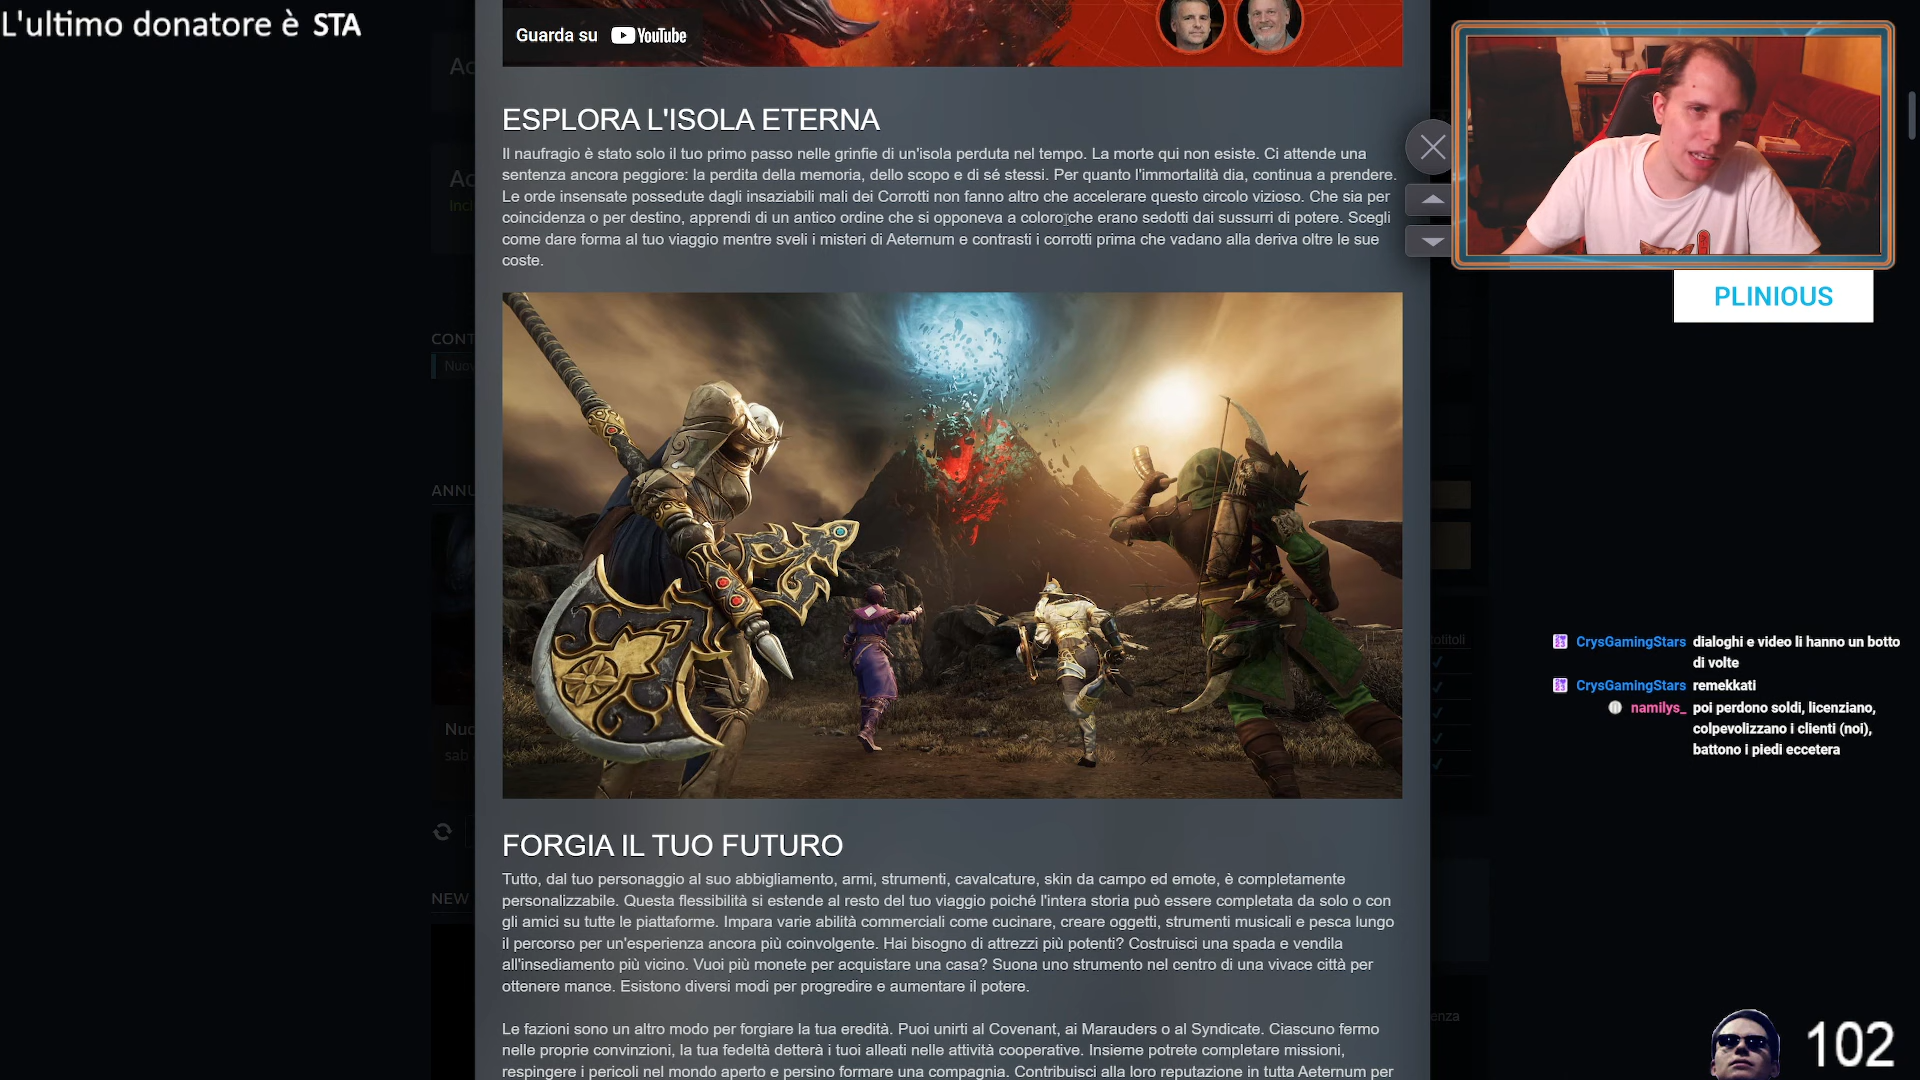 L'ultimo donatore è STA
Guarda su YouTube
ESPLORA L'ISOLA ETERNA
Il naufragio è stato solo il tuo primo passo nelle grinfie di un'isola perduta nel tempo. La morte qui non esiste. Ci attende una
sentenza ancora peggiore: la perdita della memoria, dello scopo e di sé stessi. Per quanto l'immortalità dia, continua a prendere.
Le orde insensate possedute dagli insaziabili mali dei Corrotti non fanno altro che accelerare questo circolo vizioso. Che sia per
coincidenza o per destino, apprendi di un antico ordine che si opponeva a coloro che erano sedotti dai sussurri di potere. Scegli
come dare forma al tuo viaggio mentre sveli i misteri di Aeternum e contrasti i corrotti prima che vadano alla deriva oltre le sue
coste.
PLINIOUS
CONT
Nuov
ANNU
Nuc
sab
NEW
CrysGamingStars dialoghi e video li hanno un botto
di volte
CrysGamingStars remekkati
namilys_ poi perdono soldi, licenziano,
colpevolizzano i clienti (noi),
battono i piedi eccetera
FORGIA IL TUO FUTURO
Tutto, dal tuo personaggio al suo abbigliamento, armi, strumenti, cavalcature, skin da campo ed emote, è completamente
personalizzabile. Questa flessibilità si estende al resto del tuo viaggio poiché l'intera storia può essere completata da solo o con
gli amici su tutte le piattaforme. Impara varie abilità commerciali come cucinare, creare oggetti, strumenti musicali e pesca lungo
il percorso per un'esperienza ancora più coinvolgente. Hai bisogno di attrezzi più potenti? Costruisci una spada e vendila
all'insediamento più vicino. Vuoi più monete per acquistare una casa? Suona uno strumento nel centro di una vivace città per
ottenere mance. Esistono diversi modi per progredire e aumentare il potere.
Le fazioni sono un altro modo per forgiare la tua eredità. Puoi unirti al Covenant, ai Marauders o al Syndicate. Ciascuno fermo
nelle proprie convinzioni, la tua fedeltà detterà i tuoi alleati nelle attività cooperative. Insieme potrete completare missioni,
respingere i pericoli nel mondo aperto e persino formare una compagnia. Contribuisci alla loro reputazione in tutta Aeternum per
102